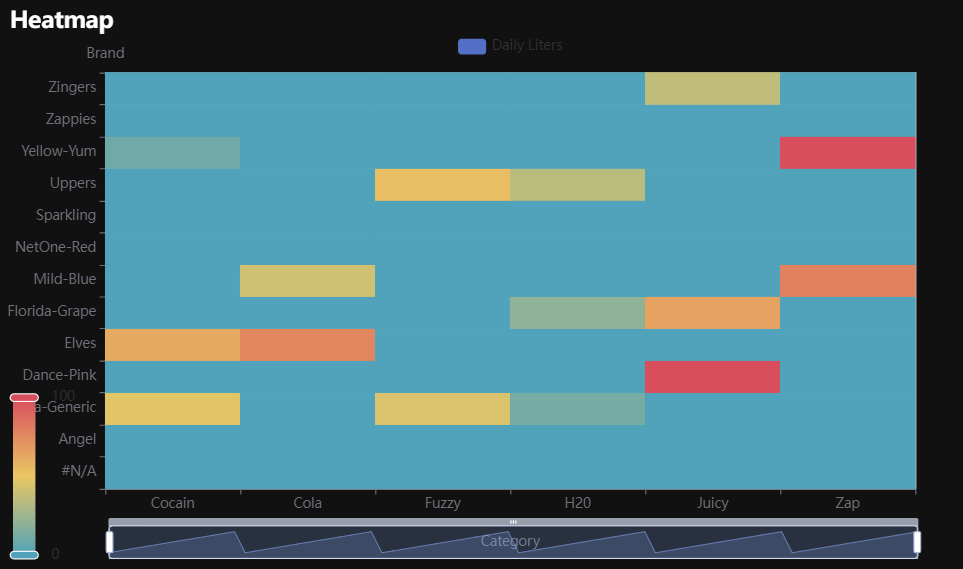 Heatmap
Brand
Daily Liters
Zingers
Zappies
Yellow-Yum
Uppers
Sparkling
NetOne-Red
Mild-Blue
Florida-Grape
Elves
Dance-Pink
100
a-Generic
Angel
#N/A
Cocain Cola Fuzzy H20 Juicy Zap
Category
0